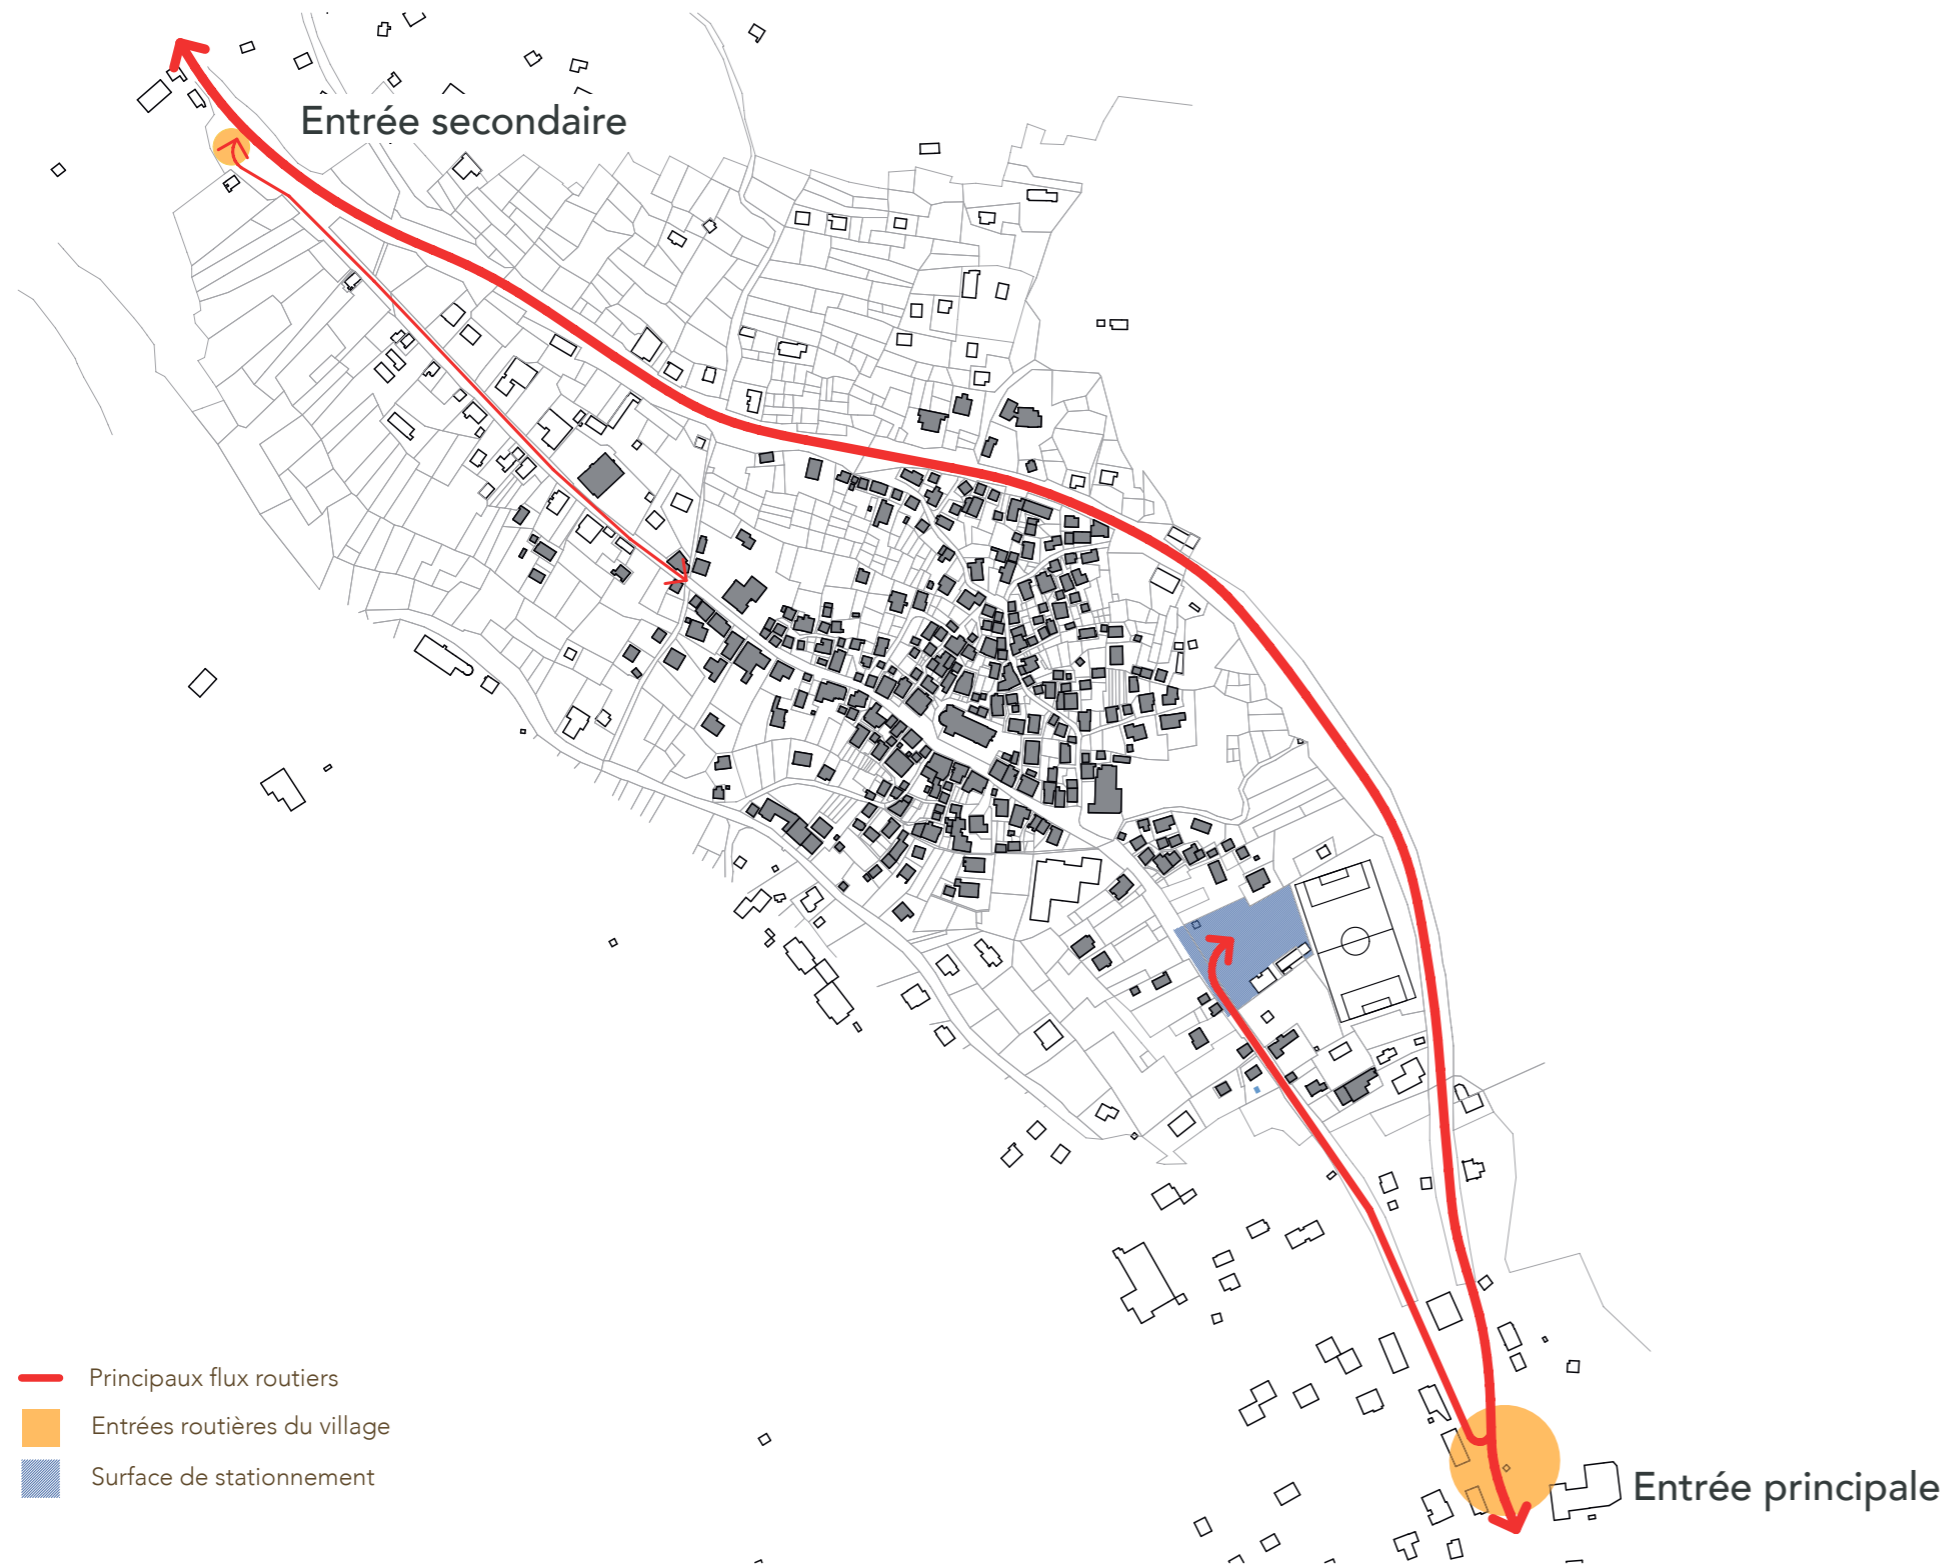 Entrée secondaire
Principaux flux routiers
Entrées routières du village
Surface de stationnement
Entrée principale